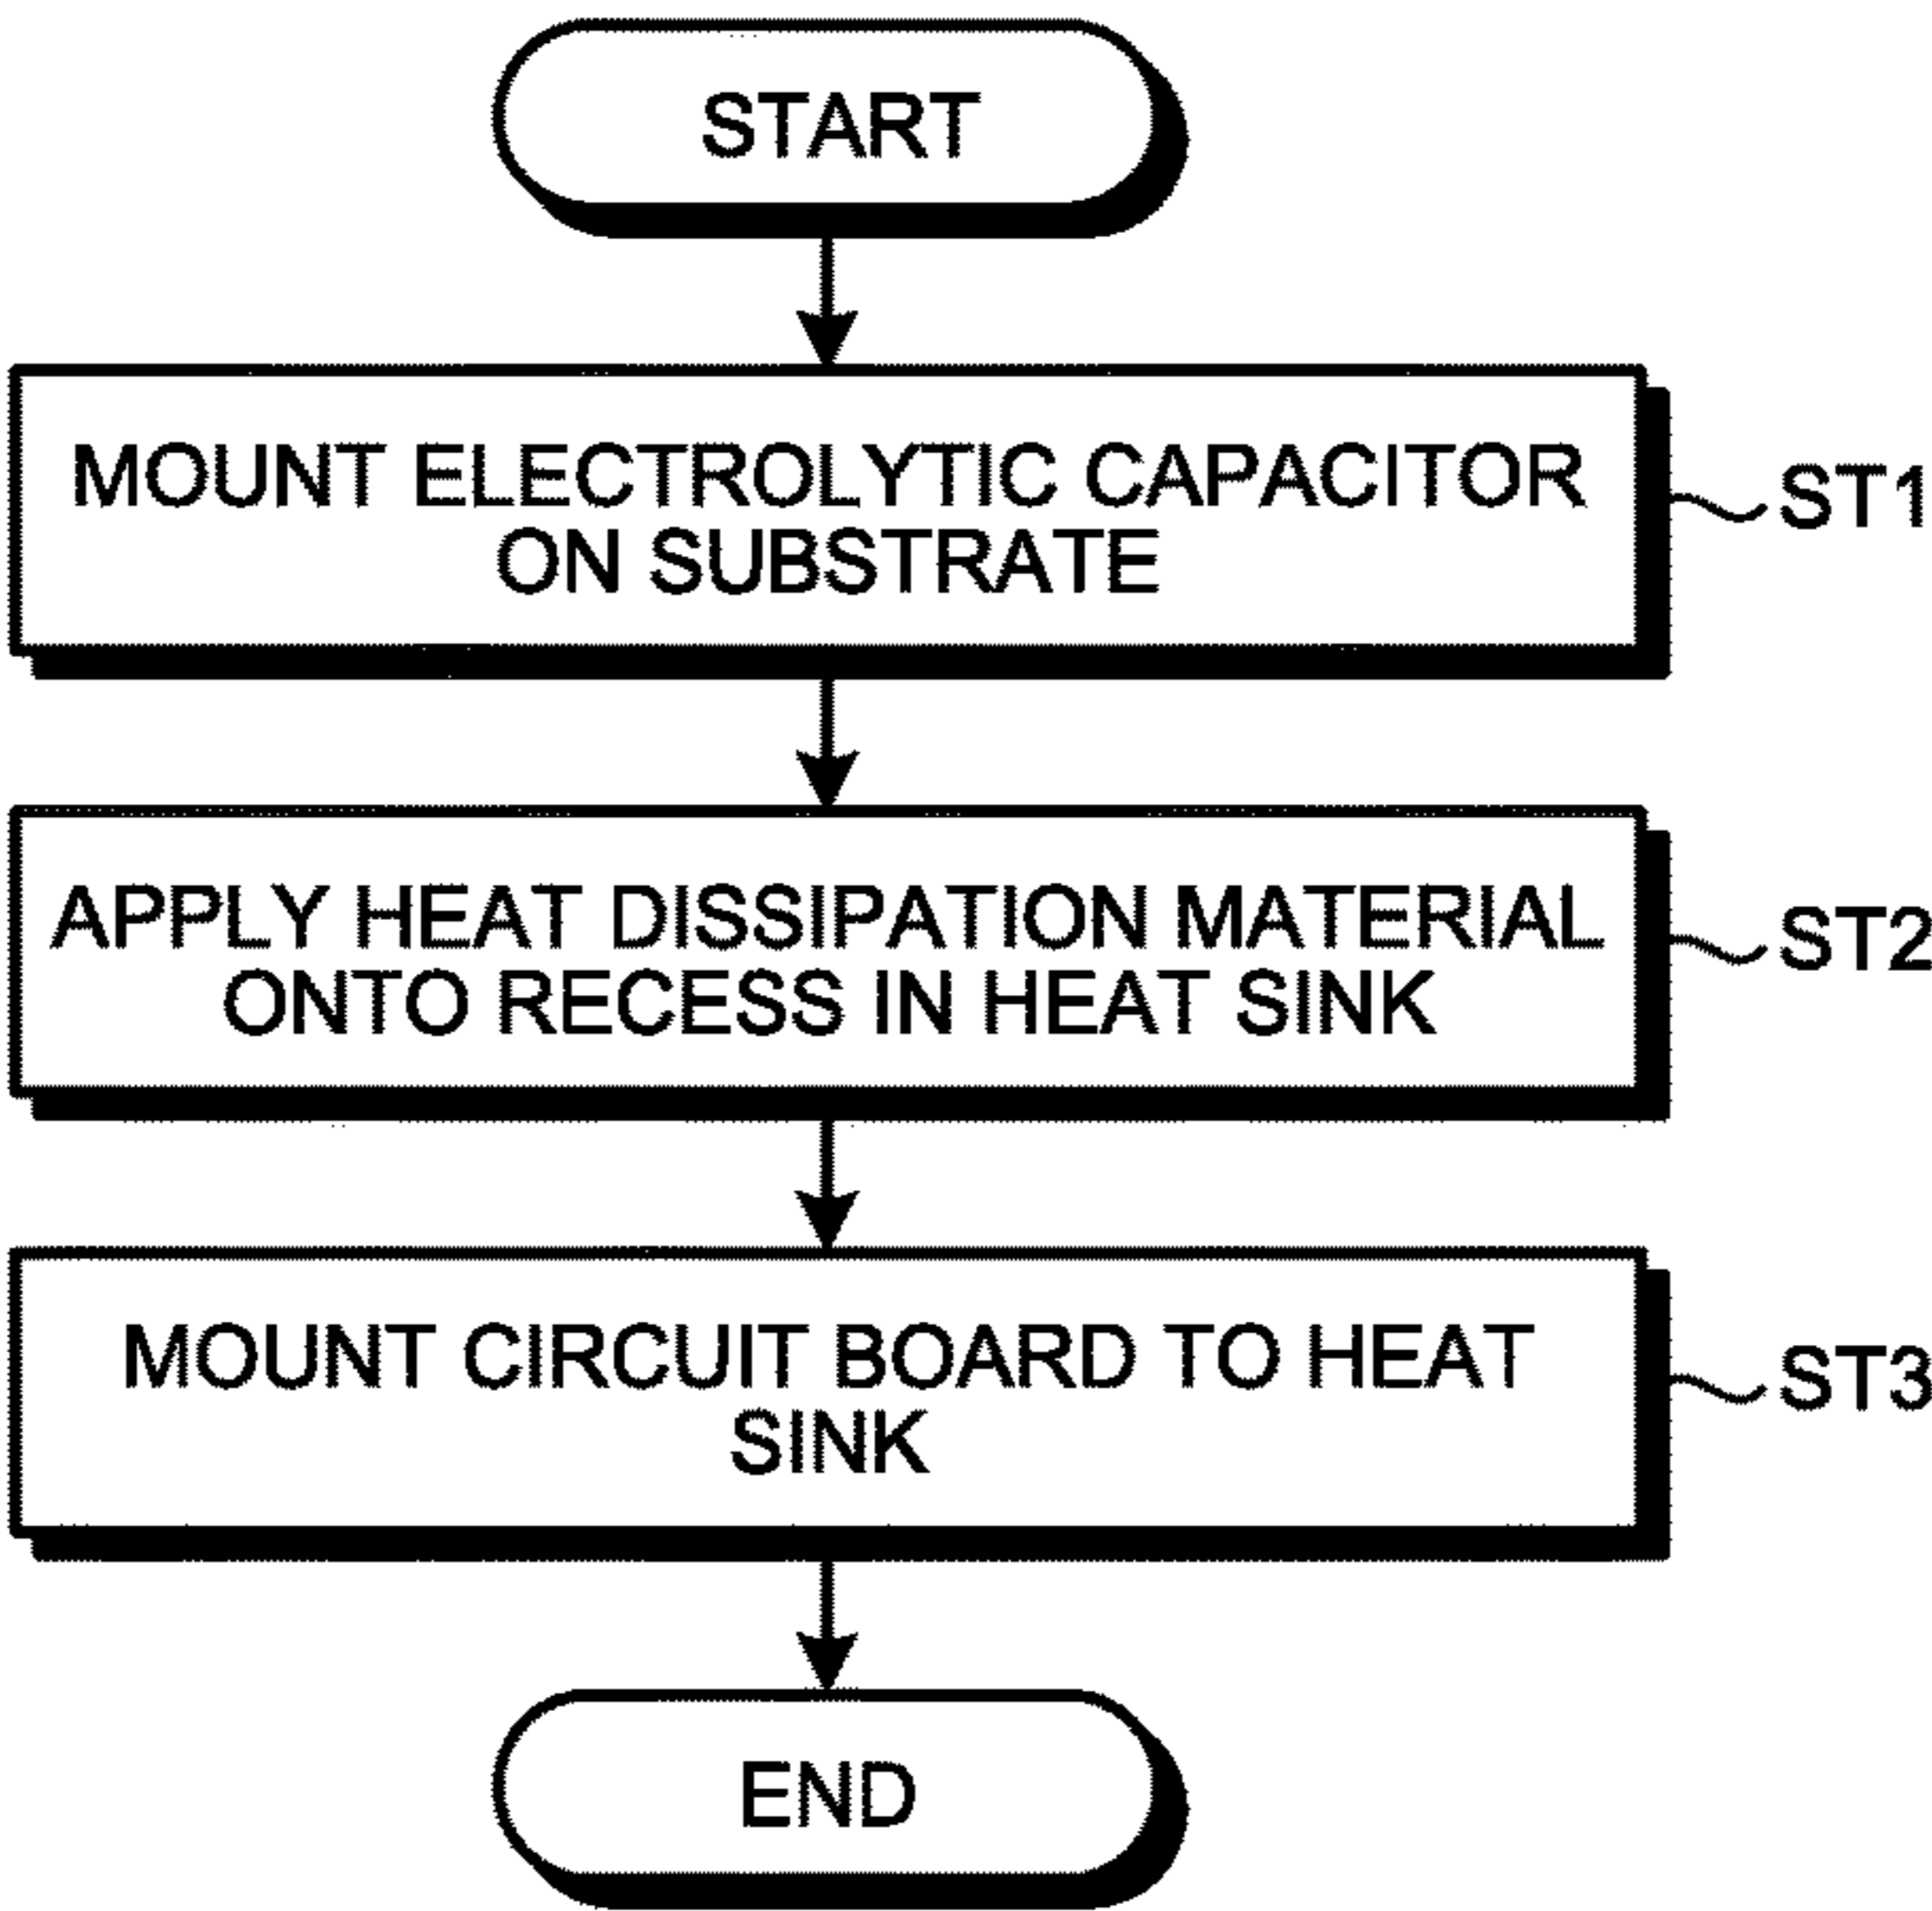 START
MOUNT ELECTROLYTIC CAPACITOR
ON SUBSTRATE
ST1
APPLY HEAT DISSIPATION MATERIAL
ONTO RECESS IN HEAT SINK
ST2
MOUNT CIRCUIT BOARD TO HEAT
SINK
ST3
END